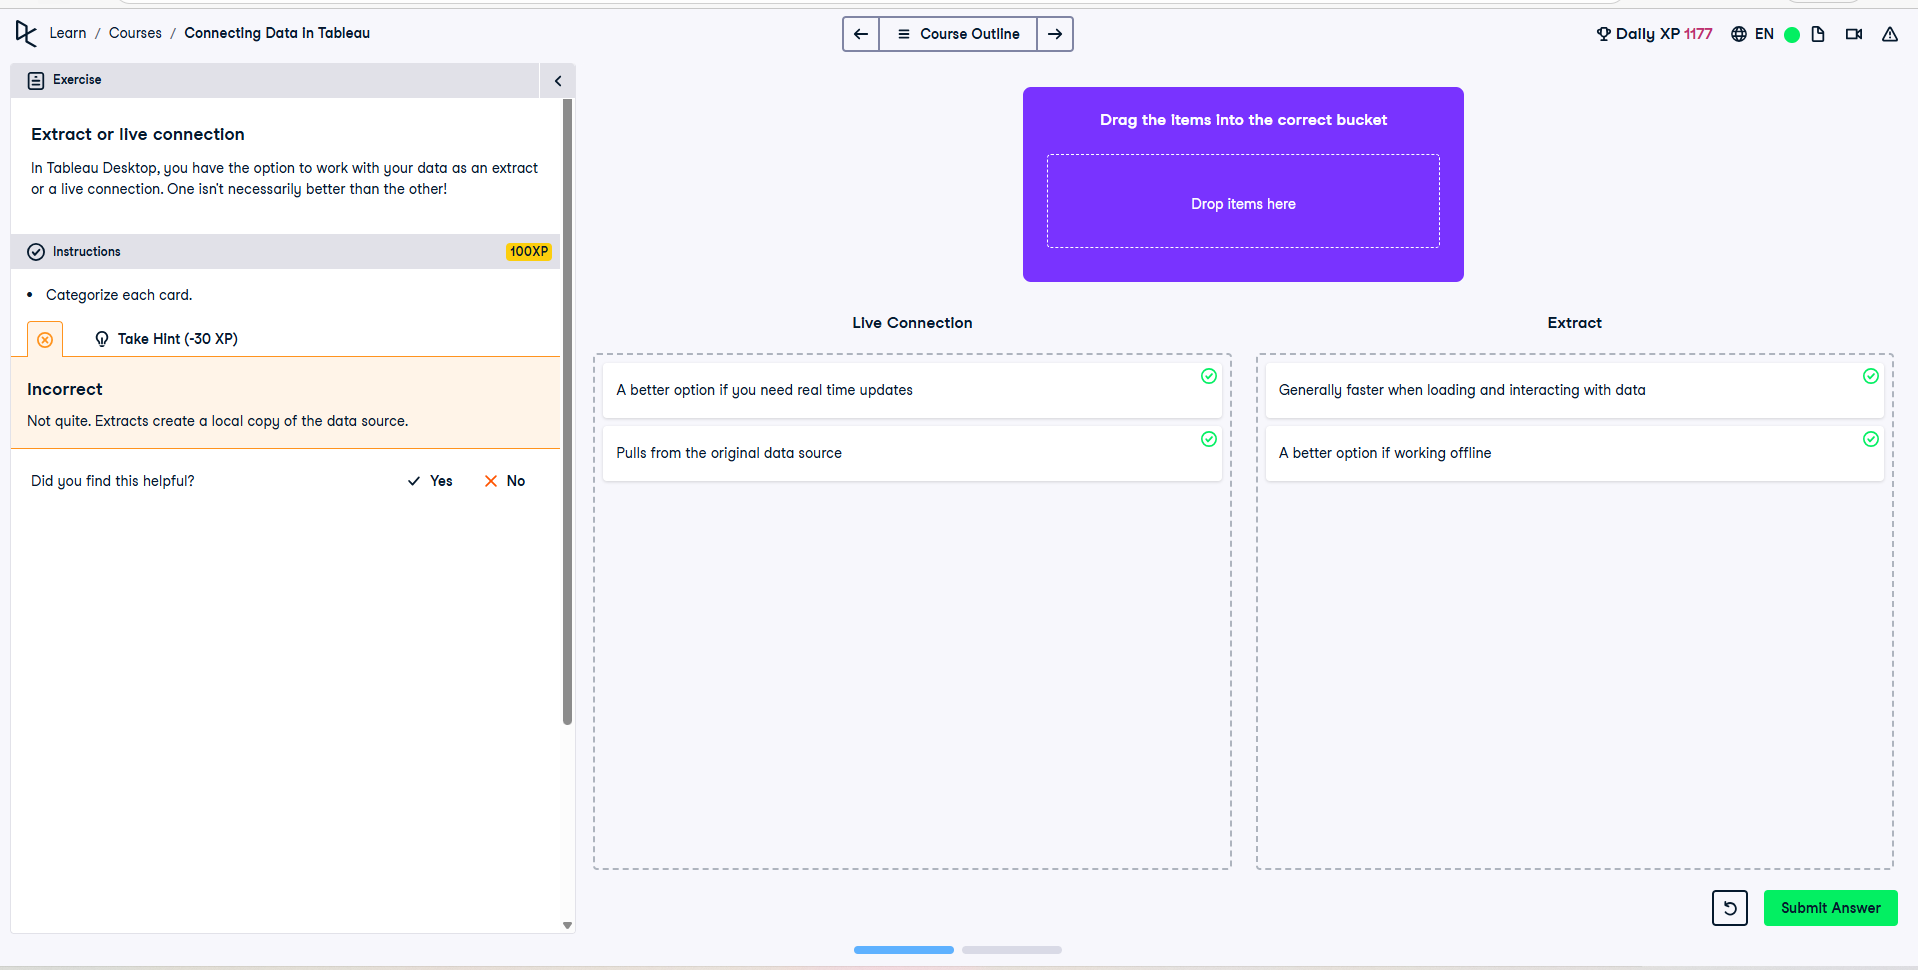 Learn / Courses / Connecting Data in Tableau
Course Outline
Daily XP 1177
EN
Exercise
Extract or live connection
In Tableau Desktop, you have the option to work with your data as an extract
or a live connection. One isn't necessarily better than the other!
Instructions
100XP
• Categorize each card.
Take Hint (-30 XP)
Incorrect
Not quite. Extracts create a local copy of the data source.
Did you find this helpful?
Yes
No
Drag the items into the correct bucket
Drop items here
Live Connection
A better option if you need real time updates
Pulls from the original data source
Extract
Generally faster when loading and interacting with data
A better option if working offline
Submit Answer